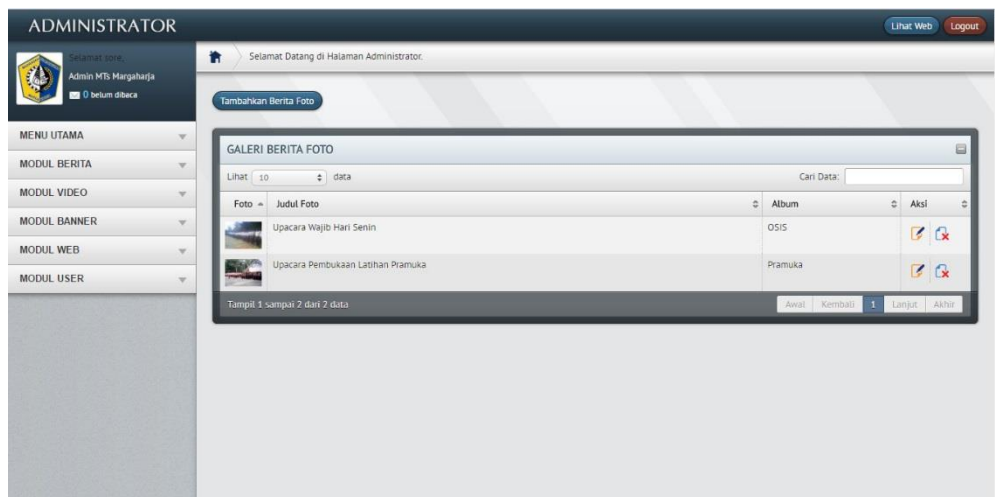 ADMINISTRATOR
Lihat Web
Logout
Selamat sore,
Admin MTs Margaharja
0 belum dibaca
Selamat Datang di Halaman Administrator.
Tambahkan Berita Foto
MENU UTAMA
MODUL BERITA
MODUL VIDEO
MODUL BANNER
MODUL WEB
MODUL USER
GALERI BERITA FOTO
Lihat 10 data
Cari Data:
Foto Judul Foto Album Aksi
Upacara Wajib Hari Senin OSIS
Upacara Pembukaan Latihan Pramuka Pramuka
Tampil 1 sampai 2 dari 2 data
Awal Kembali 1 Lanjut Akhir